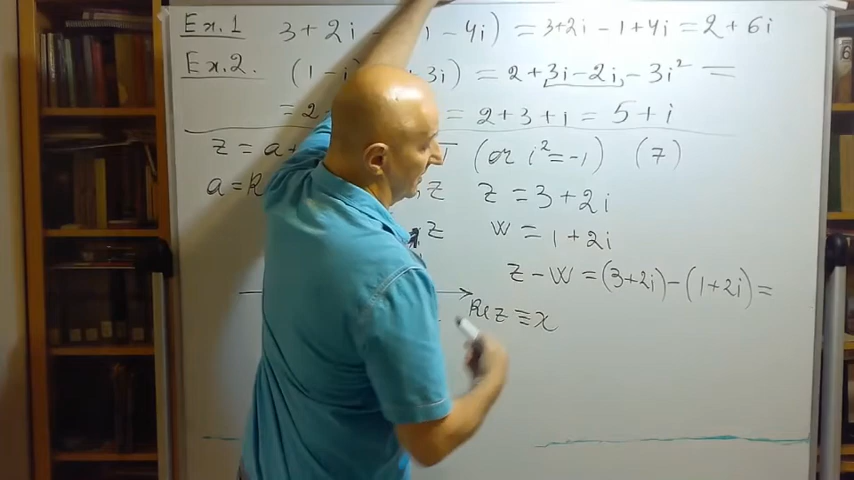 Ex.1 3+2i 1-4i) = 3+2i-1+4i = 2+6i
Ex.2. (1-i 3i) = 2+3i-2i-3i² =
= 2 = 2+3+i = 5+i
z = a (or i²=-1) (7)
a = z z = 3+2i
z w = 1+2i
z-w = (3+2i)-(1+2i) =
Re z ≡ x